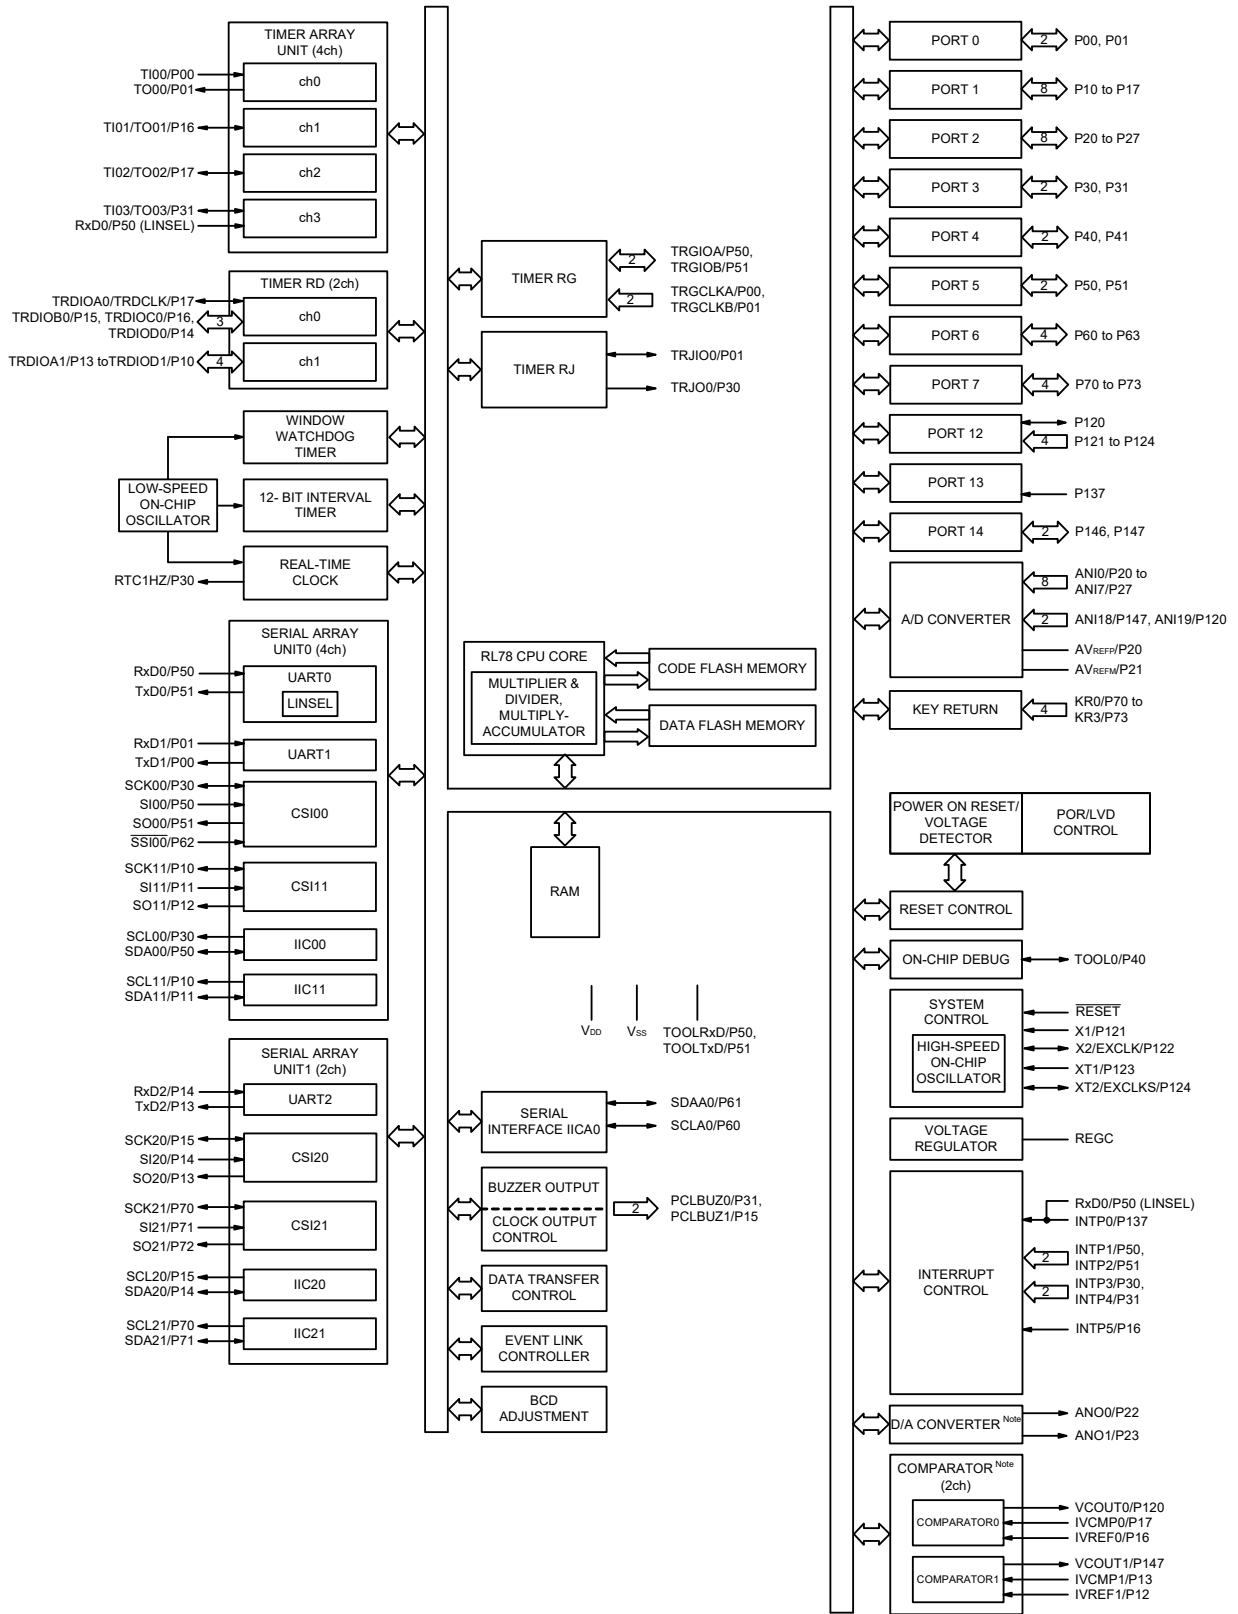 TIMER ARRAY
UNIT (4ch)
TI00/P00
TO00/P01
ch0
TI01/TO01/P16
ch1
TI02/TO02/P17
ch2
TI03/TO03/P31
RxD0/P50 (LINSEL)
ch3
TIMER RD (2ch)
TRDIOA0/TRDCLK/P17
TRDIOB0/P15, TRDIOC0/P16,
TRDIOD0/P14
3
ch0
TRDIOA1/P13 toTRDIOD1/P10
4
ch1
WINDOW
WATCHDOG
TIMER
LOW-SPEED
ON-CHIP
OSCILLATOR
12- BIT INTERVAL
TIMER
RTC1HZ/P30
REAL-TIME
CLOCK
SERIAL ARRAY
UNIT0 (4ch)
RxD0/P50
TxD0/P51
UART0
LINSEL
RxD1/P01
TxD1/P00
UART1
SCK00/P30
SI00/P50
SO00/P51
SSI00/P62
CSI00
SCK11/P10
SI11/P11
SO11/P12
CSI11
SCL00/P30
SDA00/P50
IIC00
SCL11/P10
SDA11/P11
IIC11
SERIAL ARRAY
UNIT1 (2ch)
RxD2/P14
TxD2/P13
UART2
SCK20/P15
SI20/P14
SO20/P13
CSI20
SCK21/P70
SI21/P71
SO21/P72
CSI21
SCL20/P15
SDA20/P14
IIC20
SCL21/P70
SDA21/P71
IIC21
TIMER RG
2
TRGIOA/P50,
TRGIOB/P51
2
TRGCLKA/P00,
TRGCLKB/P01
TIMER RJ
TRJIO0/P01
TRJO0/P30
RL78 CPU CORE
MULTIPLIER &
DIVIDER,
MULTIPLY-
ACCUMULATOR
CODE FLASH MEMORY
DATA FLASH MEMORY
RAM
VDD
VSS
TOOLRxD/P50,
TOOLTxD/P51
SERIAL
INTERFACE IICA0
SDAA0/P61
SCLA0/P60
BUZZER OUTPUT
CLOCK OUTPUT
CONTROL
2
PCLBUZ0/P31,
PCLBUZ1/P15
DATA TRANSFER
CONTROL
EVENT LINK
CONTROLLER
BCD
ADJUSTMENT
PORT 0
2
P00, P01
PORT 1
8
P10 to P17
PORT 2
8
P20 to P27
PORT 3
2
P30, P31
PORT 4
2
P40, P41
PORT 5
2
P50, P51
PORT 6
4
P60 to P63
PORT 7
4
P70 to P73
PORT 12
P120
4
P121 to P124
PORT 13
P137
PORT 14
2
P146, P147
A/D CONVERTER
8
ANI0/P20 to
ANI7/P27
2
ANI18/P147, ANI19/P120
AVREFP/P20
AVREFM/P21
KEY RETURN
4
KR0/P70 to
KR3/P73
POWER ON RESET/
VOLTAGE
DETECTOR
POR/LVD
CONTROL
RESET CONTROL
ON-CHIP DEBUG
TOOL0/P40
SYSTEM
CONTROL
HIGH-SPEED
ON-CHIP
OSCILLATOR
RESET
X1/P121
X2/EXCLK/P122
XT1/P123
XT2/EXCLKS/P124
VOLTAGE
REGULATOR
REGC
INTERRUPT
CONTROL
RxD0/P50 (LINSEL)
INTP0/P137
2
INTP1/P50,
INTP2/P51
2
INTP3/P30,
INTP4/P31
INTP5/P16
D/A CONVERTER Note
ANO0/P22
ANO1/P23
COMPARATOR Note
(2ch)
COMPARATOR0
VCOUT0/P120
IVCMP0/P17
IVREF0/P16
COMPARATOR1
VCOUT1/P147
IVCMP1/P13
IVREF1/P12